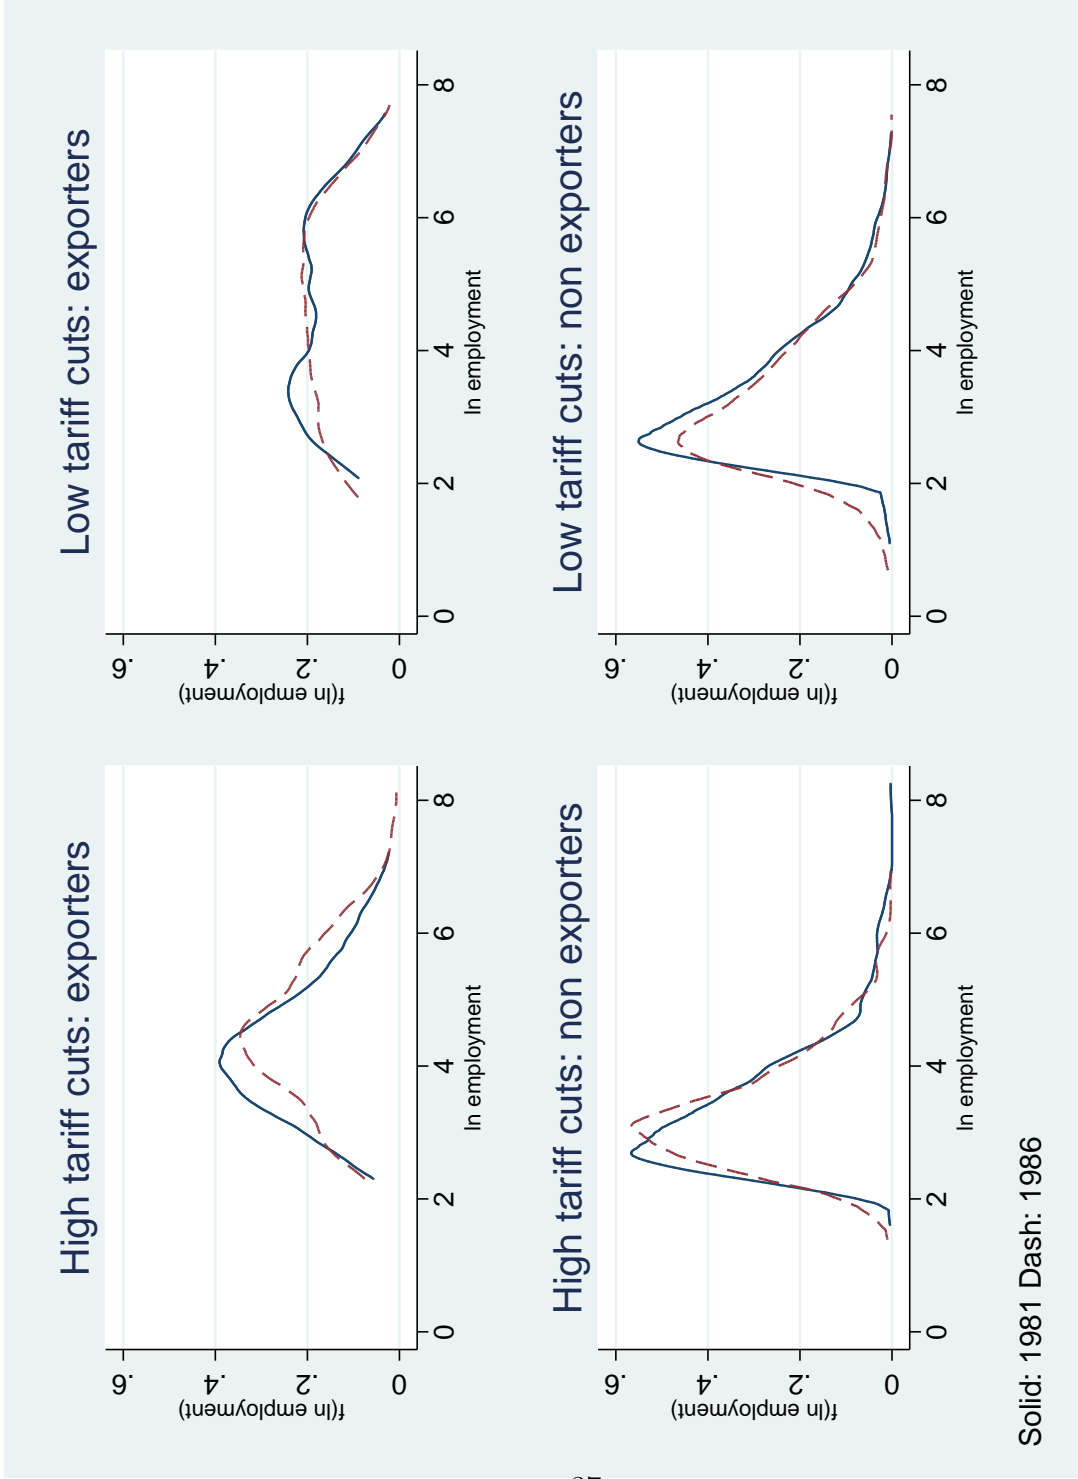 High tariff cuts: exporters
f(ln employment)
.6
.4
.2
0
0
2
4
6
8
ln employment
Low tariff cuts: exporters
f(ln employment)
.6
.4
.2
0
0
2
4
6
8
ln employment
High tariff cuts: non exporters
f(ln employment)
.6
.4
.2
0
0
2
4
6
8
ln employment
Low tariff cuts: non exporters
f(ln employment)
.6
.4
.2
0
0
2
4
6
8
ln employment
Solid: 1981 Dash: 1986